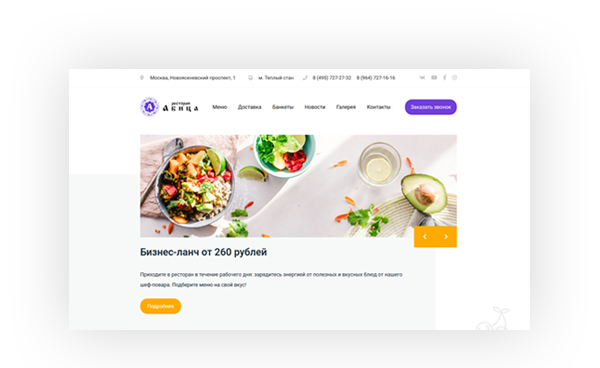 Москва, Новоясеневский проспект, 1 м. Теплый стан 8 (495) 727-27-32 8 (964) 727-16-16
ресторан
Авица
Меню Доставка Банкеты Новости Галерея Контакты Заказать звонок
Бизнес-ланч от 260 рублей
Приходите в ресторан в течение рабочего дня: зарядитесь энергией от полезных и вкусных блюд от нашего
шеф-повара. Подберите меню на свой вкус!
Подробнее